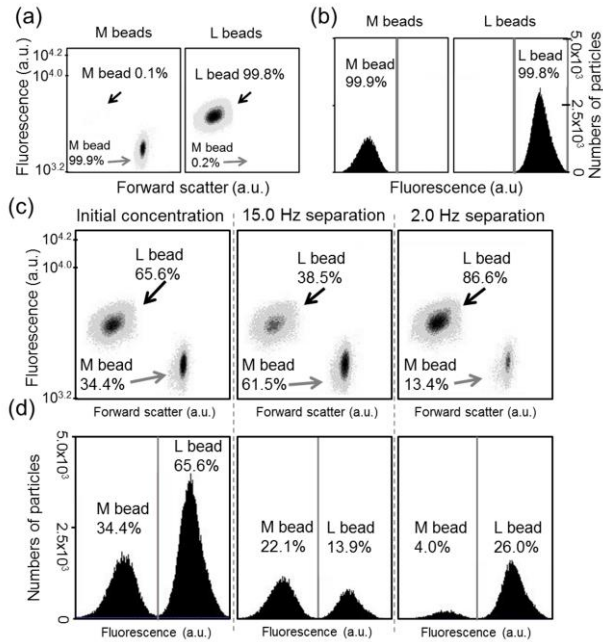 (a)
M beads
L beads
Fluorescence (a.u.)
10^4.2
10^4.0
10^3.2
M bead 0.1%
M bead
99.9%
L bead 99.8%
M bead
0.2%
Forward scatter (a.u.)
(b)
M beads
L beads
M bead
99.9%
L bead
99.8%
5.0x10^3
2.5x10^3
0
Numbers of particles
Fluorescence (a.u)
(c)
Initial concentration
15.0 Hz separation
2.0 Hz separation
Fluorescence (a.u.)
10^4.2
10^4.0
10^3.2
L bead
65.6%
M bead
34.4%
L bead
38.5%
M bead
61.5%
L bead
86.6%
M bead
13.4%
Forward scatter (a.u.)
Forward scatter (a.u.)
Forward scatter (a.u.)
(d)
Numbers of particles
5.0x10^3
2.5x10^3
0
M bead
34.4%
L bead
65.6%
M bead
22.1%
L bead
13.9%
M bead
4.0%
L bead
26.0%
Fluorescence (a.u.)
Fluorescence (a.u.)
Fluorescence (a.u.)